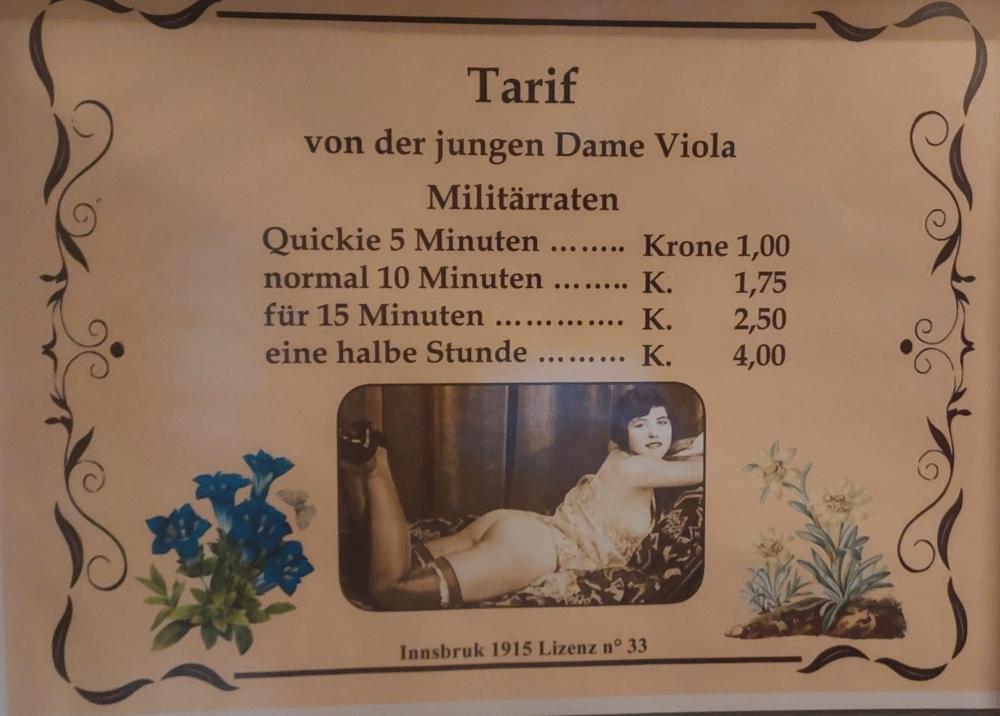 Tarif
von der jungen Dame Viola
Militärraten
Quickie 5 Minuten ........ Krone 1,00
normal 10 Minuten ........ K. 1,75
für 15 Minuten ............. K. 2,50
eine halbe Stunde ......... K. 4,00
Innsbruk 1915 Lizenz n° 33